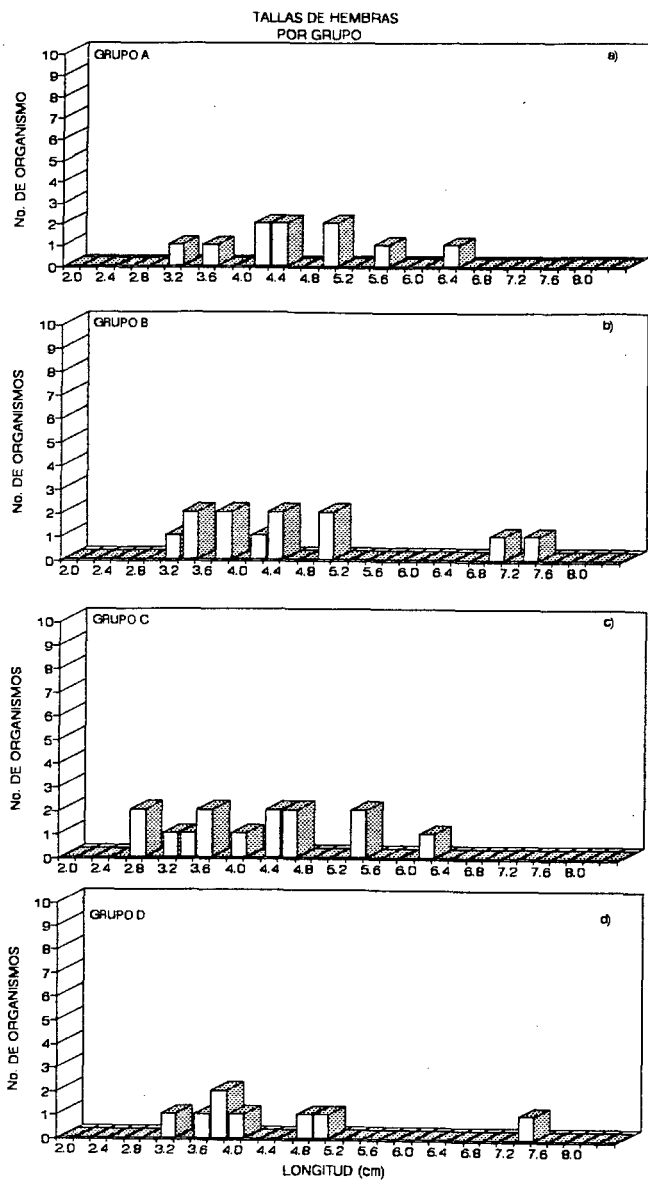 TALLAS DE HEMBRAS
POR GRUPO
GRUPO A
a)
No. DE ORGANISMO
10
9
8
7
6
5
4
3
2
1
0
2.0 2.4 2.8 3.2 3.6 4.0 4.4 4.8 5.2 5.6 6.0 6.4 6.8 7.2 7.6 8.0
GRUPO B
b)
No. DE ORGANISMOS
10
9
8
7
6
5
4
3
2
1
0
2.0 2.4 2.8 3.2 3.6 4.0 4.4 4.8 5.2 5.6 6.0 6.4 6.8 7.2 7.6 8.0
GRUPO C
c)
No. DE ORGANISMOS
10
9
8
7
6
5
4
3
2
1
0
2.0 2.4 2.8 3.2 3.6 4.0 4.4 4.8 5.2 5.6 6.0 6.4 6.8 7.2 7.6 8.0
GRUPO D
d)
No. DE ORGANISMOS
10
9
8
7
6
5
4
3
2
1
0
2.0 2.4 2.8 3.2 3.6 4.0 4.4 4.8 5.2 5.6 6.0 6.4 6.8 7.2 7.6 8.0
LONGITUD (cm)